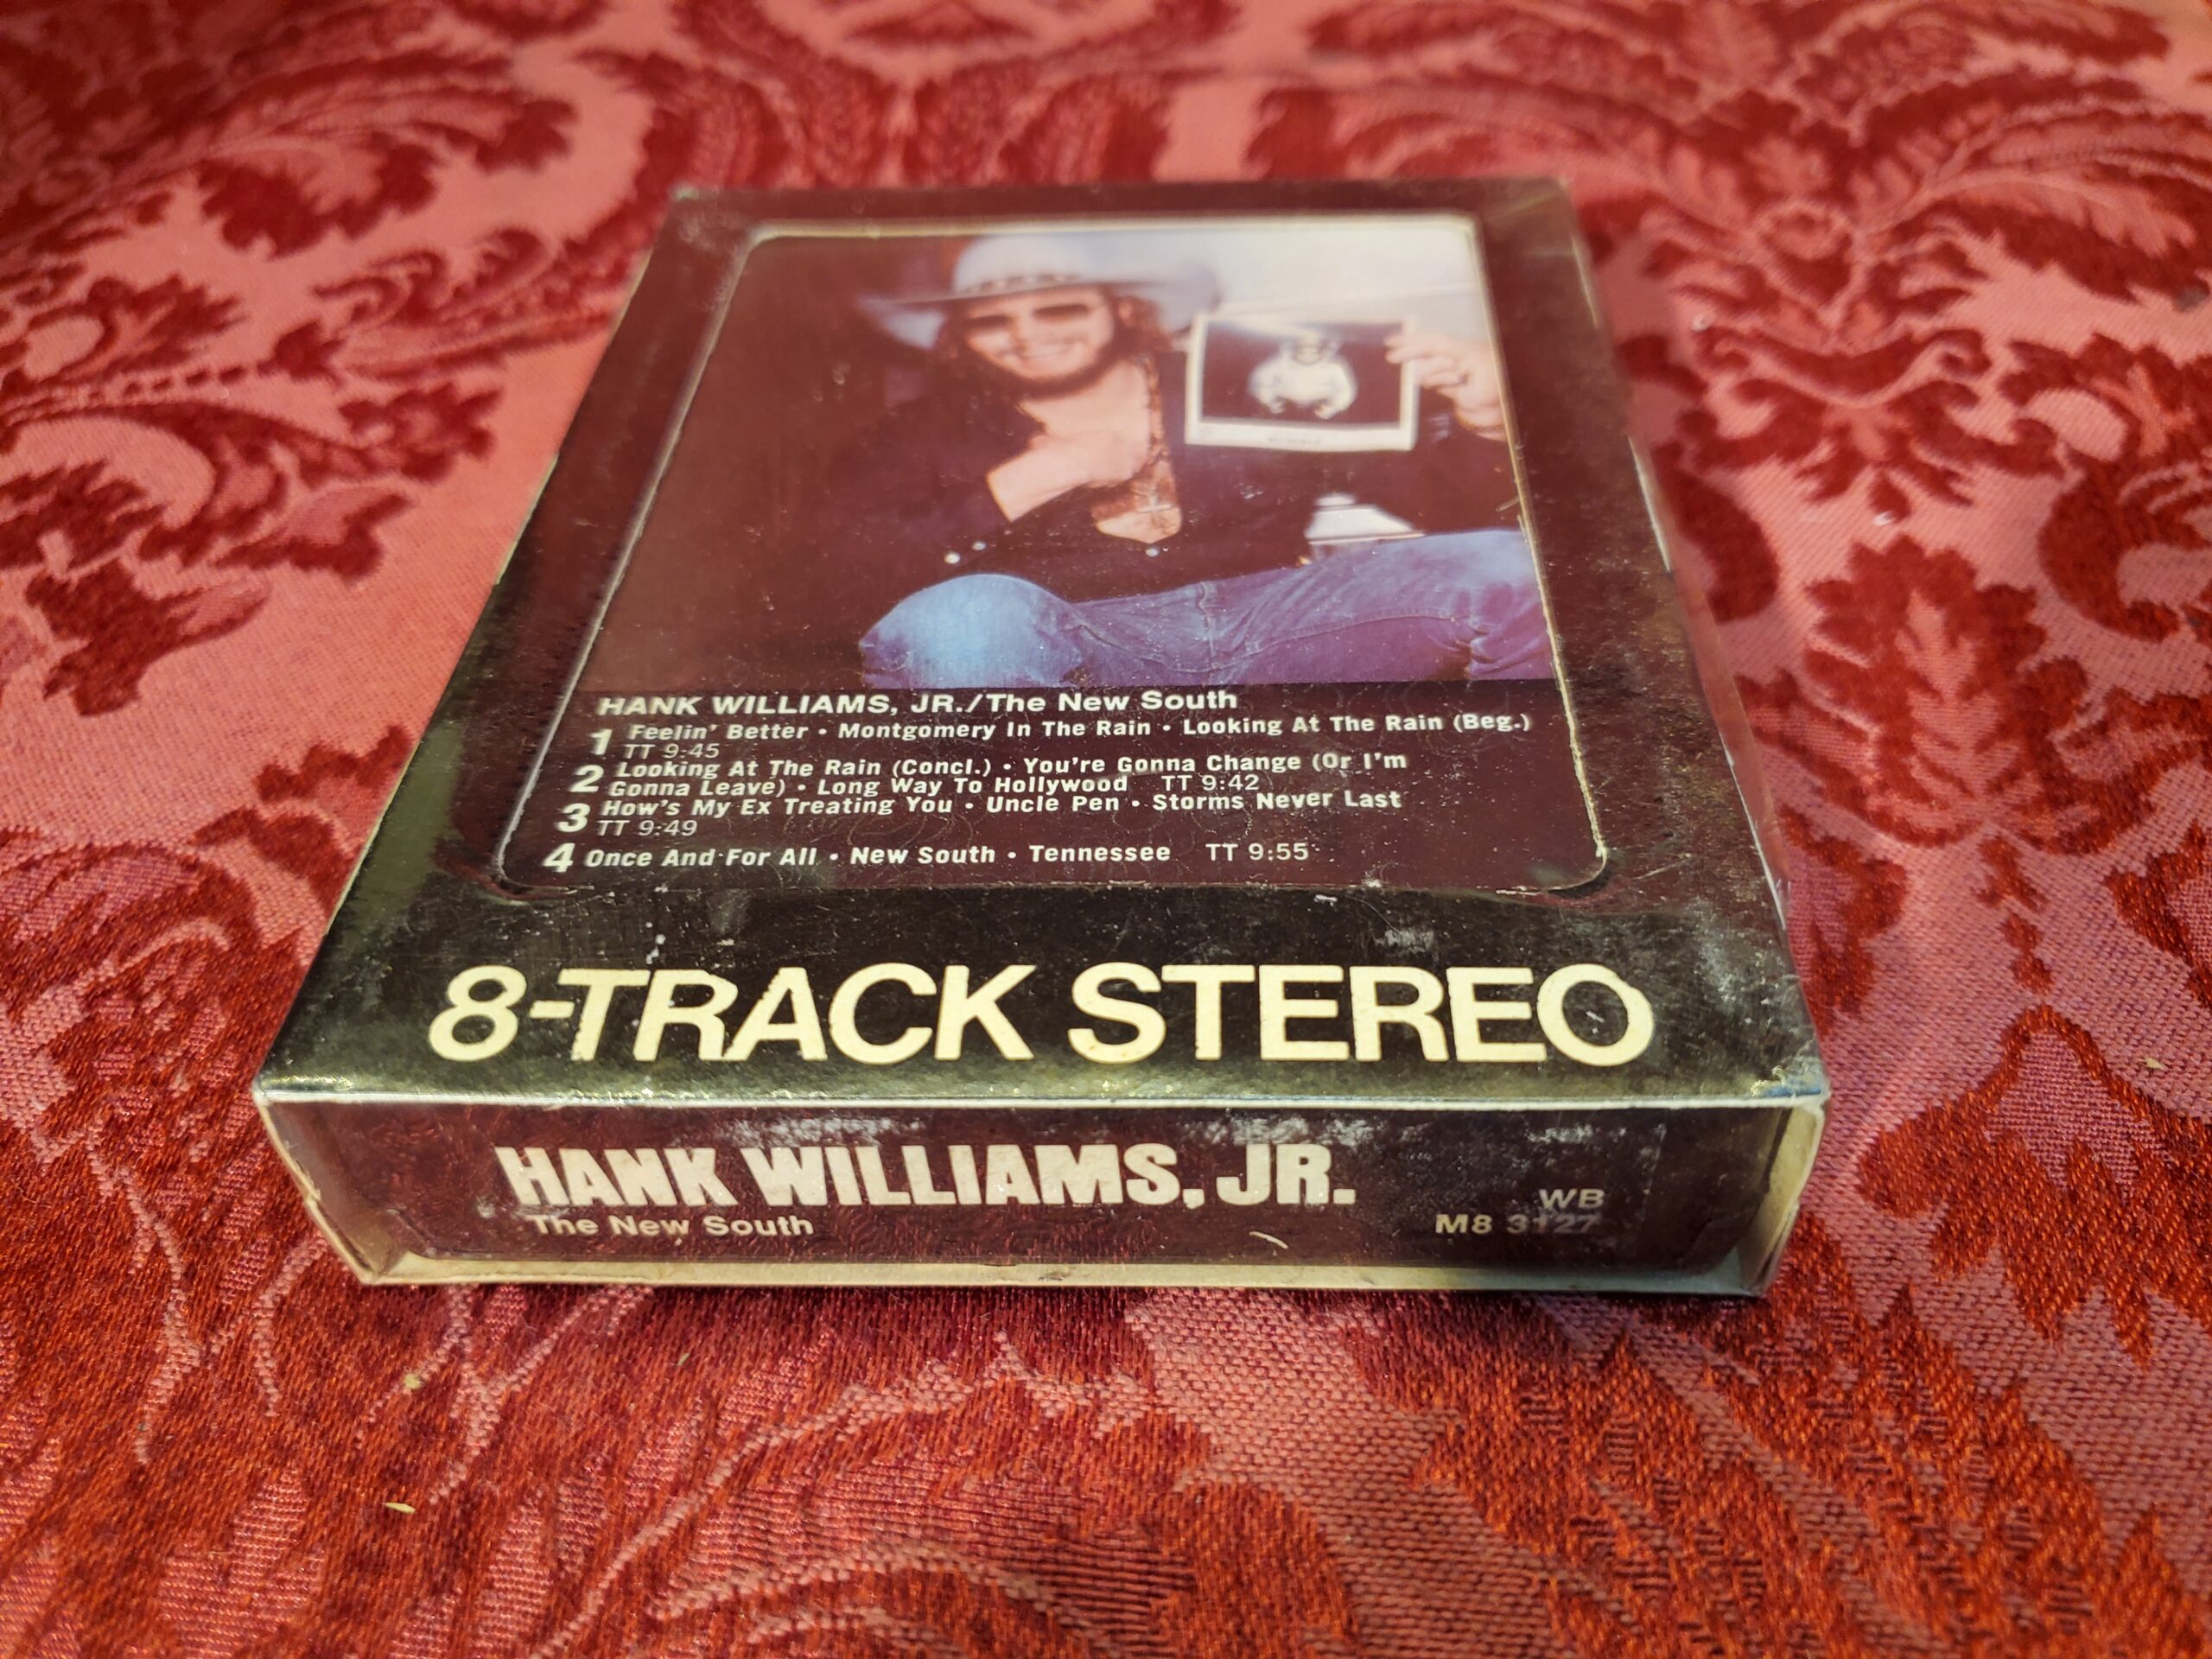 HANK WILLIAMS, JR./The New South
1 Feelin' Better • Montgomery In The Rain • Looking At The Rain (Beg.)
TT 9:45
2 Looking At The Rain (Concl.) • You're Gonna Change (Or I'm
Gonna Leave) • Long Way To Hollywood TT 9:42
3 How's My Ex Treating You • Uncle Pen • Storms Never Last
TT 9:49
4 Once And For All • New South • Tennessee TT 9:55
8-TRACK STEREO
HANK WILLIAMS, JR.
The New South
WB
M8 3127